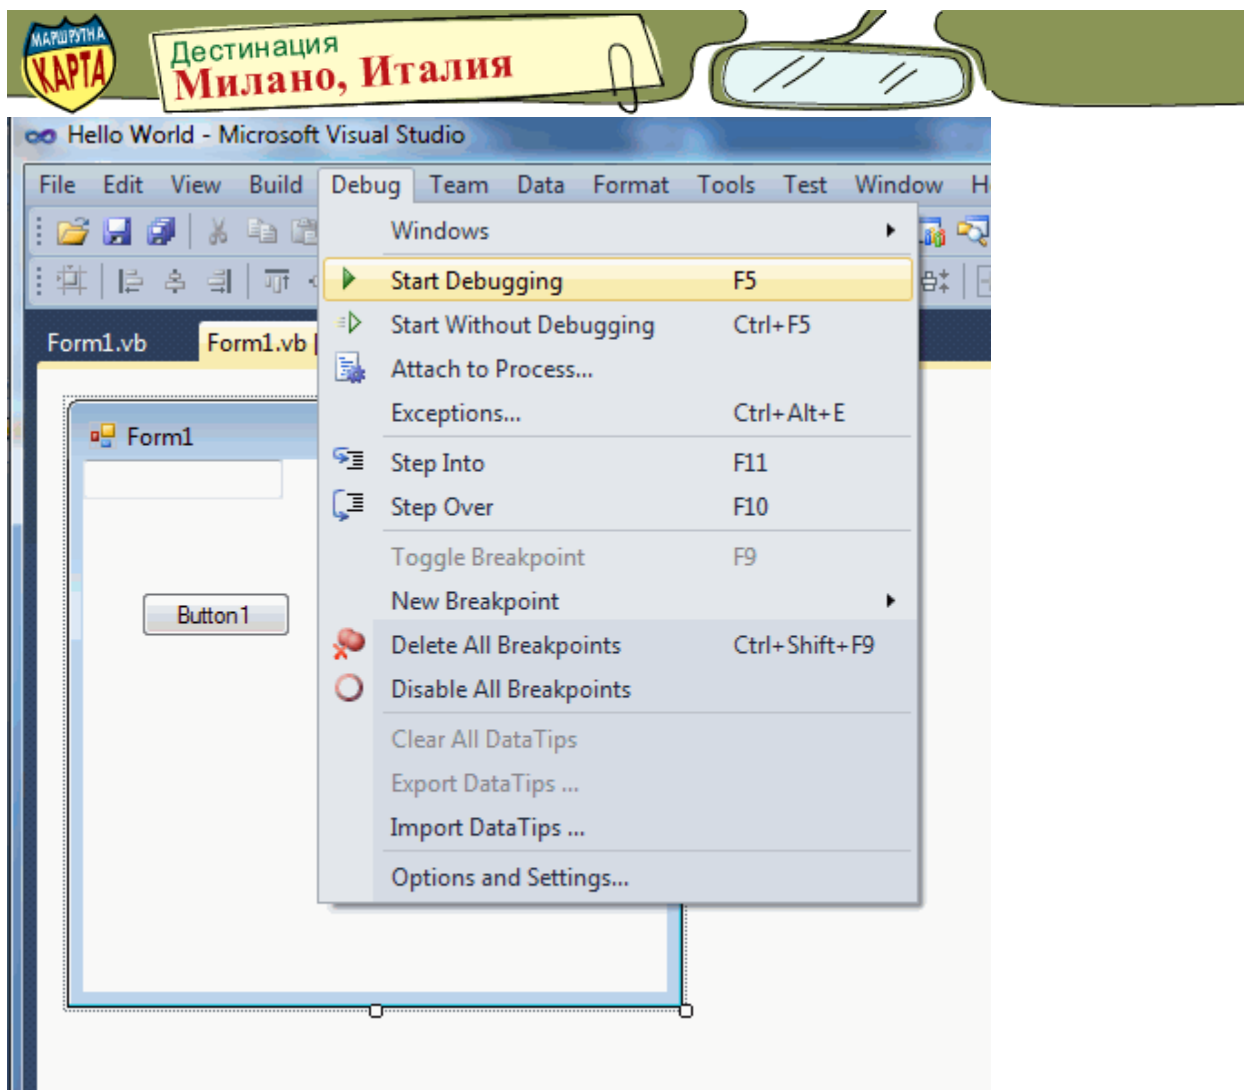 МАРШРУТНА
КАРТА
Дестинация
Милано, Италия
Hello World - Microsoft Visual Studio
File Edit View Build Debug Team Data Format Tools Test Window H
Windows
Start Debugging F5
Start Without Debugging Ctrl+F5
Form1.vb Form1.vb [
Attach to Process...
Exceptions... Ctrl+Alt+E
Form1
Step Into F11
Step Over F10
Toggle Breakpoint F9
New Breakpoint
Button1
Delete All Breakpoints Ctrl+Shift+F9
Disable All Breakpoints
Clear All DataTips
Export DataTips ...
Import DataTips ...
Options and Settings...